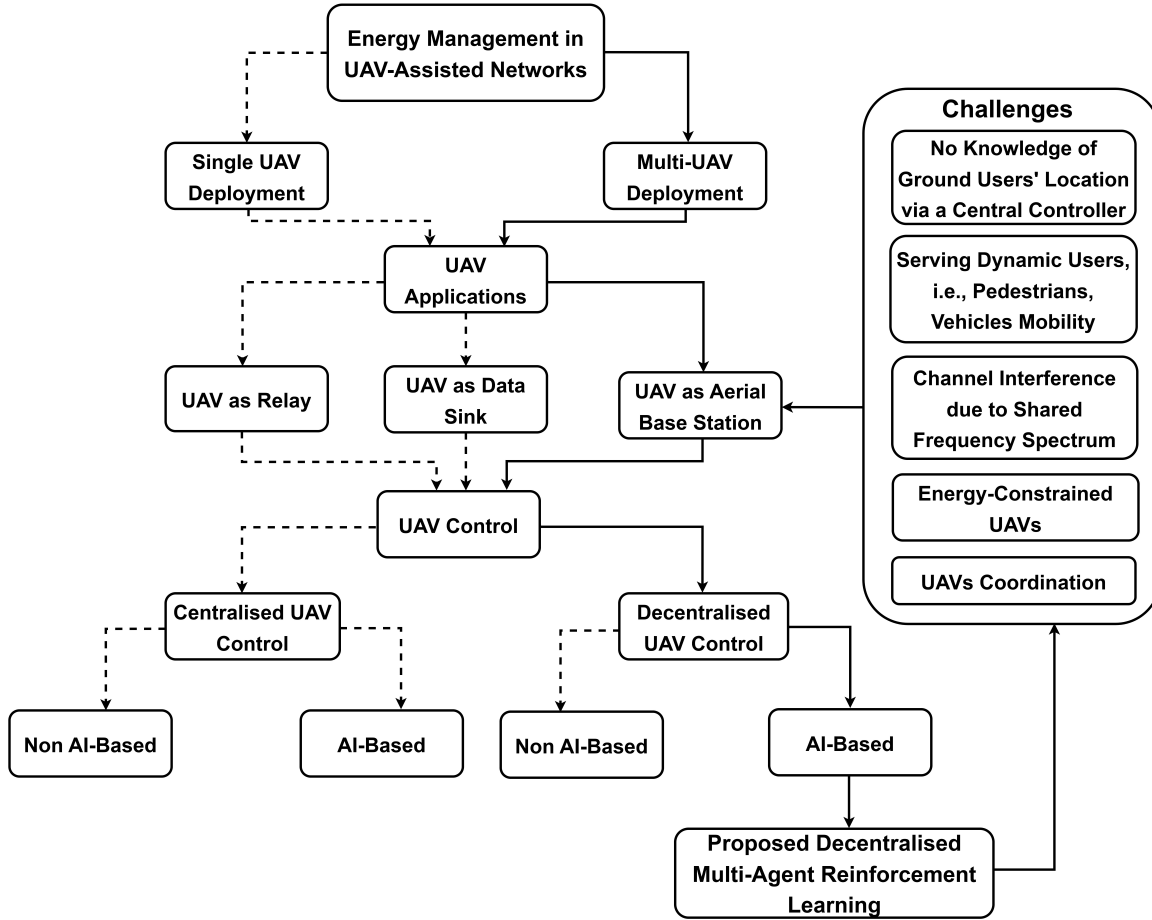 Energy Management in
UAV-Assisted Networks
Single UAV
Deployment
Multi-UAV
Deployment
UAV
Applications
UAV as Relay
UAV as Data
Sink
UAV as Aerial
Base Station
UAV Control
Centralised UAV
Control
Decentralised
UAV Control
Non AI-Based
AI-Based
Non AI-Based
AI-Based
Proposed Decentralised
Multi-Agent Reinforcement
Learning
Challenges
No Knowledge of
Ground Users' Location
via a Central Controller
Serving Dynamic Users,
i.e., Pedestrians,
Vehicles Mobility
Channel Interference
due to Shared
Frequency Spectrum
Energy-Constrained
UAVs
UAVs Coordination